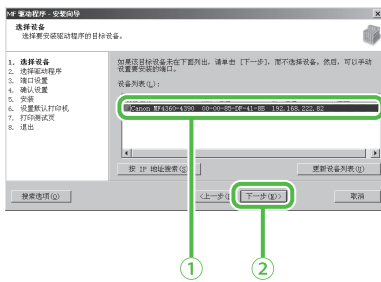 MF 驱动程序 - 安装向导
选择设备
选择要安装驱动程序的目标设备。
1. 选择设备
2. 选择驱动程序
3. 端口设置
4. 确认设置
5. 安装
6. 设置默认打印机
7. 打印测试页
8. 退出
如果该目标设备未在下面列出，请单击 [下一步]，而不选择设备。然后，可以手动
设置要安装的端口。
设备列表(L):
Canon MF4360-4390 00-00-85-DF-41-8B 192.168.222.82
按 IP 地址搜索(S)
更新设备列表(U)
搜索选项(O)
<上一步
下一步(N)>
取消
① ②